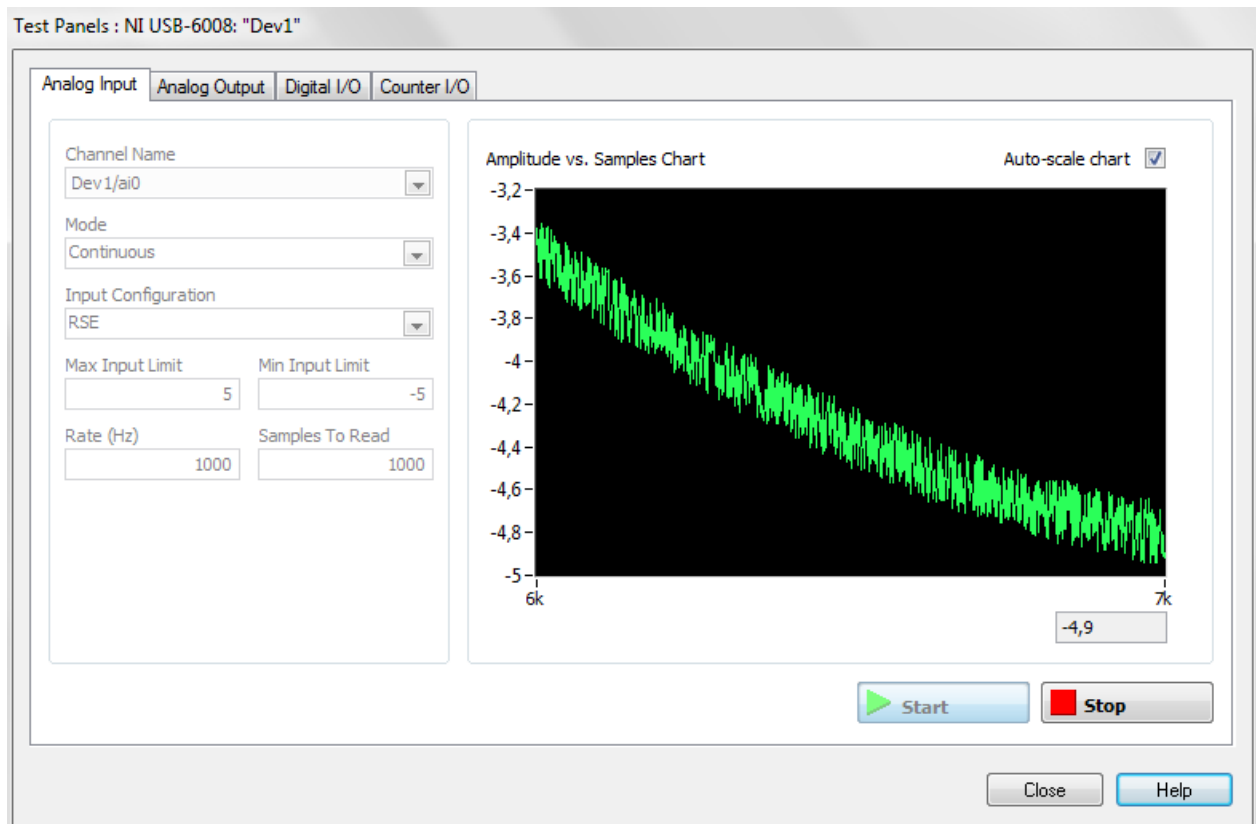 Test Panels : NI USB-6008: "Dev1"
Analog Input Analog Output Digital I/O Counter I/O
Channel Name
Dev1/ai0
Mode
Continuous
Input Configuration
RSE
Max Input Limit Min Input Limit
5 -5
Rate (Hz) Samples To Read
1000 1000
Amplitude vs. Samples Chart Auto-scale chart
-3,2
-3,4
-3,6
-3,8
-4
-4,2
-4,4
-4,6
-4,8
-5
6k 7k
-4,9
Start Stop
Close Help